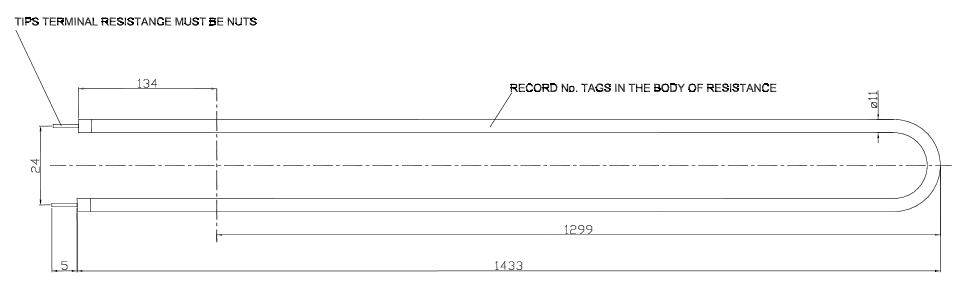 TIPS TERMINAL RESISTANCE MUST BE NUTS
134
RECORD No. TAGS IN THE BODY OF RESISTANCE
ø11
24
1299
5
1433